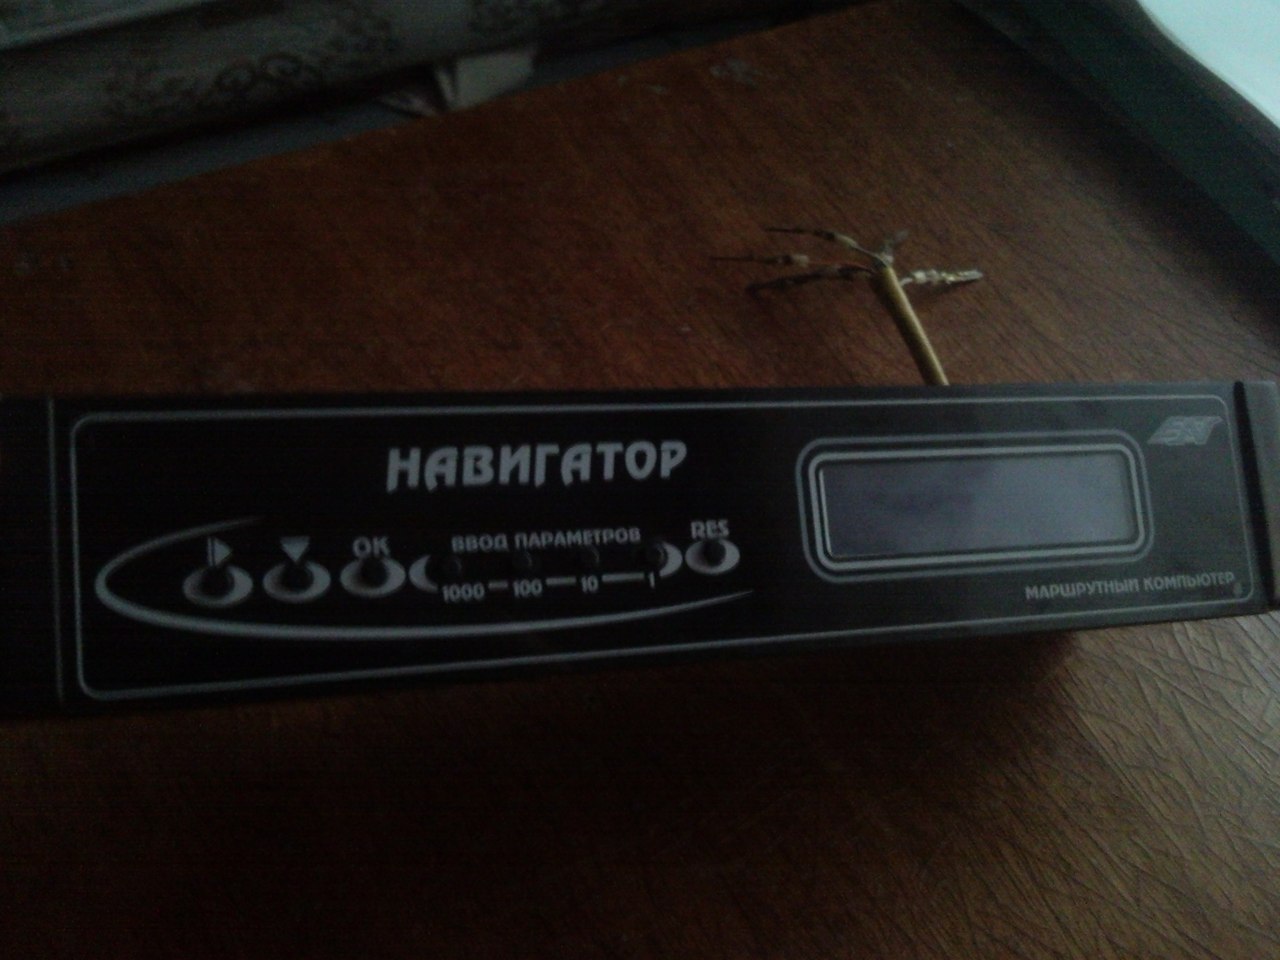 НАВИГАТОР
OK
ВВОД ПАРАМЕТРОВ
RES
1000 — 100 — 10 — 1
МАРШРУТНЫЙ КОМПЬЮТЕР